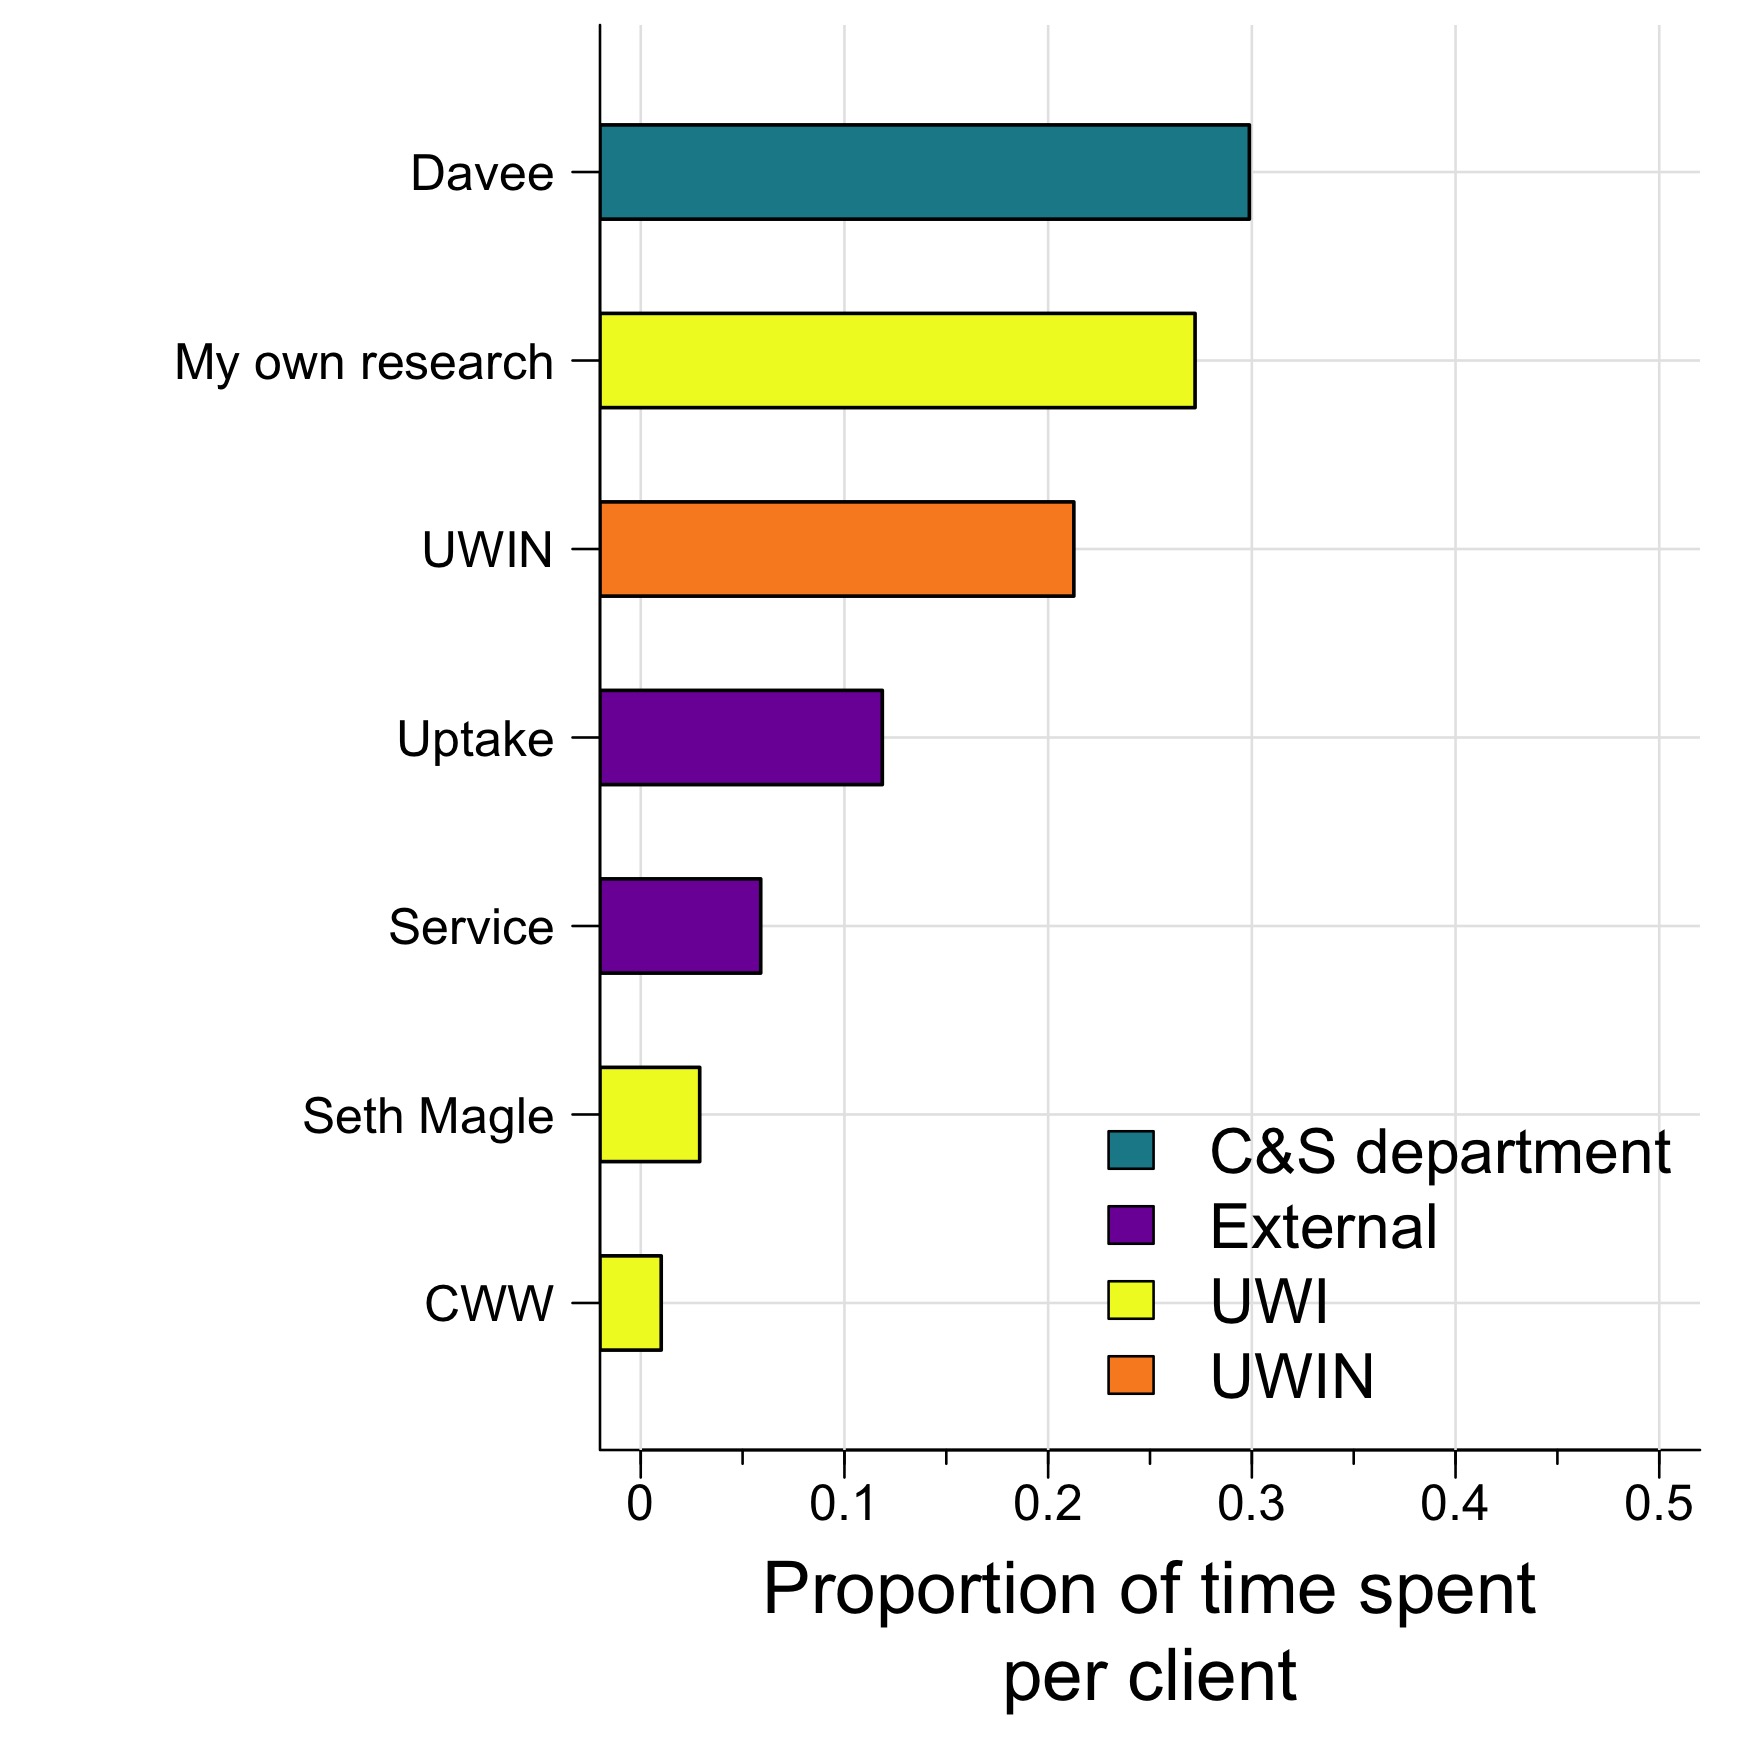 Davee
My own research
UWIN
Uptake
Service
Seth Magle
CWW
C&S department
External
UWI
UWIN
0 0.1 0.2 0.3 0.4 0.5
Proportion of time spent
per client